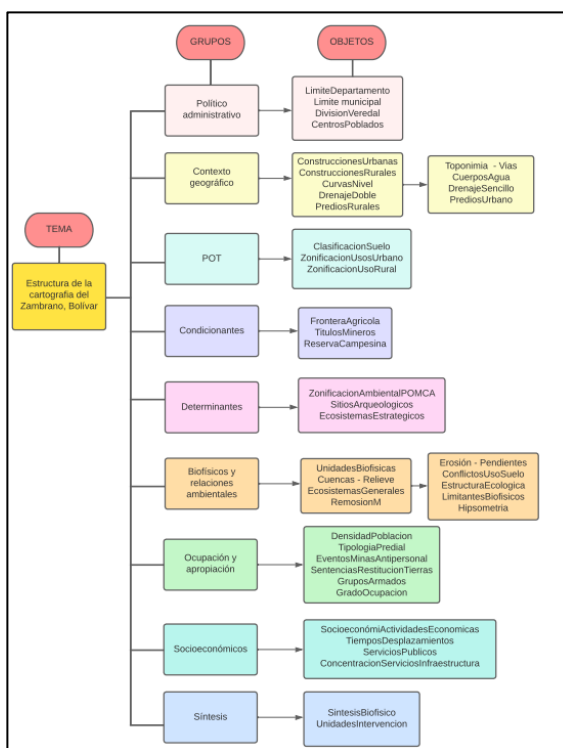 GRUPOS
OBJETOS
Político
administrativo
LimiteDepartamento
Limite municipal
DivisionVeredal
CentrosPoblados
Contexto
geográfico
ConstruccionesUrbanas
ConstruccionesRurales
CurvasNivel
DrenajeDoble
PrediosRurales
Toponimia - Vias
CuerposAgua
DrenajeSencillo
PrediosUrbano
TEMA
Estructura de la
cartografia del
Zambrano, Bolívar
POT
ClasificacionSuelo
ZonificacionUsosUrbano
ZonificacionUsoRural
Condicionantes
FronteraAgricola
TitulosMineros
ReservaCampesina
Determinantes
ZonificacionAmbientalPOMCA
SitiosArqueologicos
EcosistemasEstrategicos
Biofísicos y
relaciones
ambientales
UnidadesBiofisicas
Cuencas - Relieve
EcosistemasGenerales
RemosionM
Erosión - Pendientes
ConflictosUsoSuelo
EstructuraEcologica
LimitantesBiofisicos
Hipsometria
Ocupación y
apropiación
DensidadPoblacion
TipologiaPredial
EventosMinasAntipersonal
SentenciasRestitucionTierras
GruposArmados
GradoOcupacion
Socioeconómicos
SocioeconómiActividadesEconomicas
TiemposDesplazamientos
ServiciosPublicos
ConcentracionServiciosInfraestructura
Síntesis
SintesisBiofisico
UnidadesIntervencion